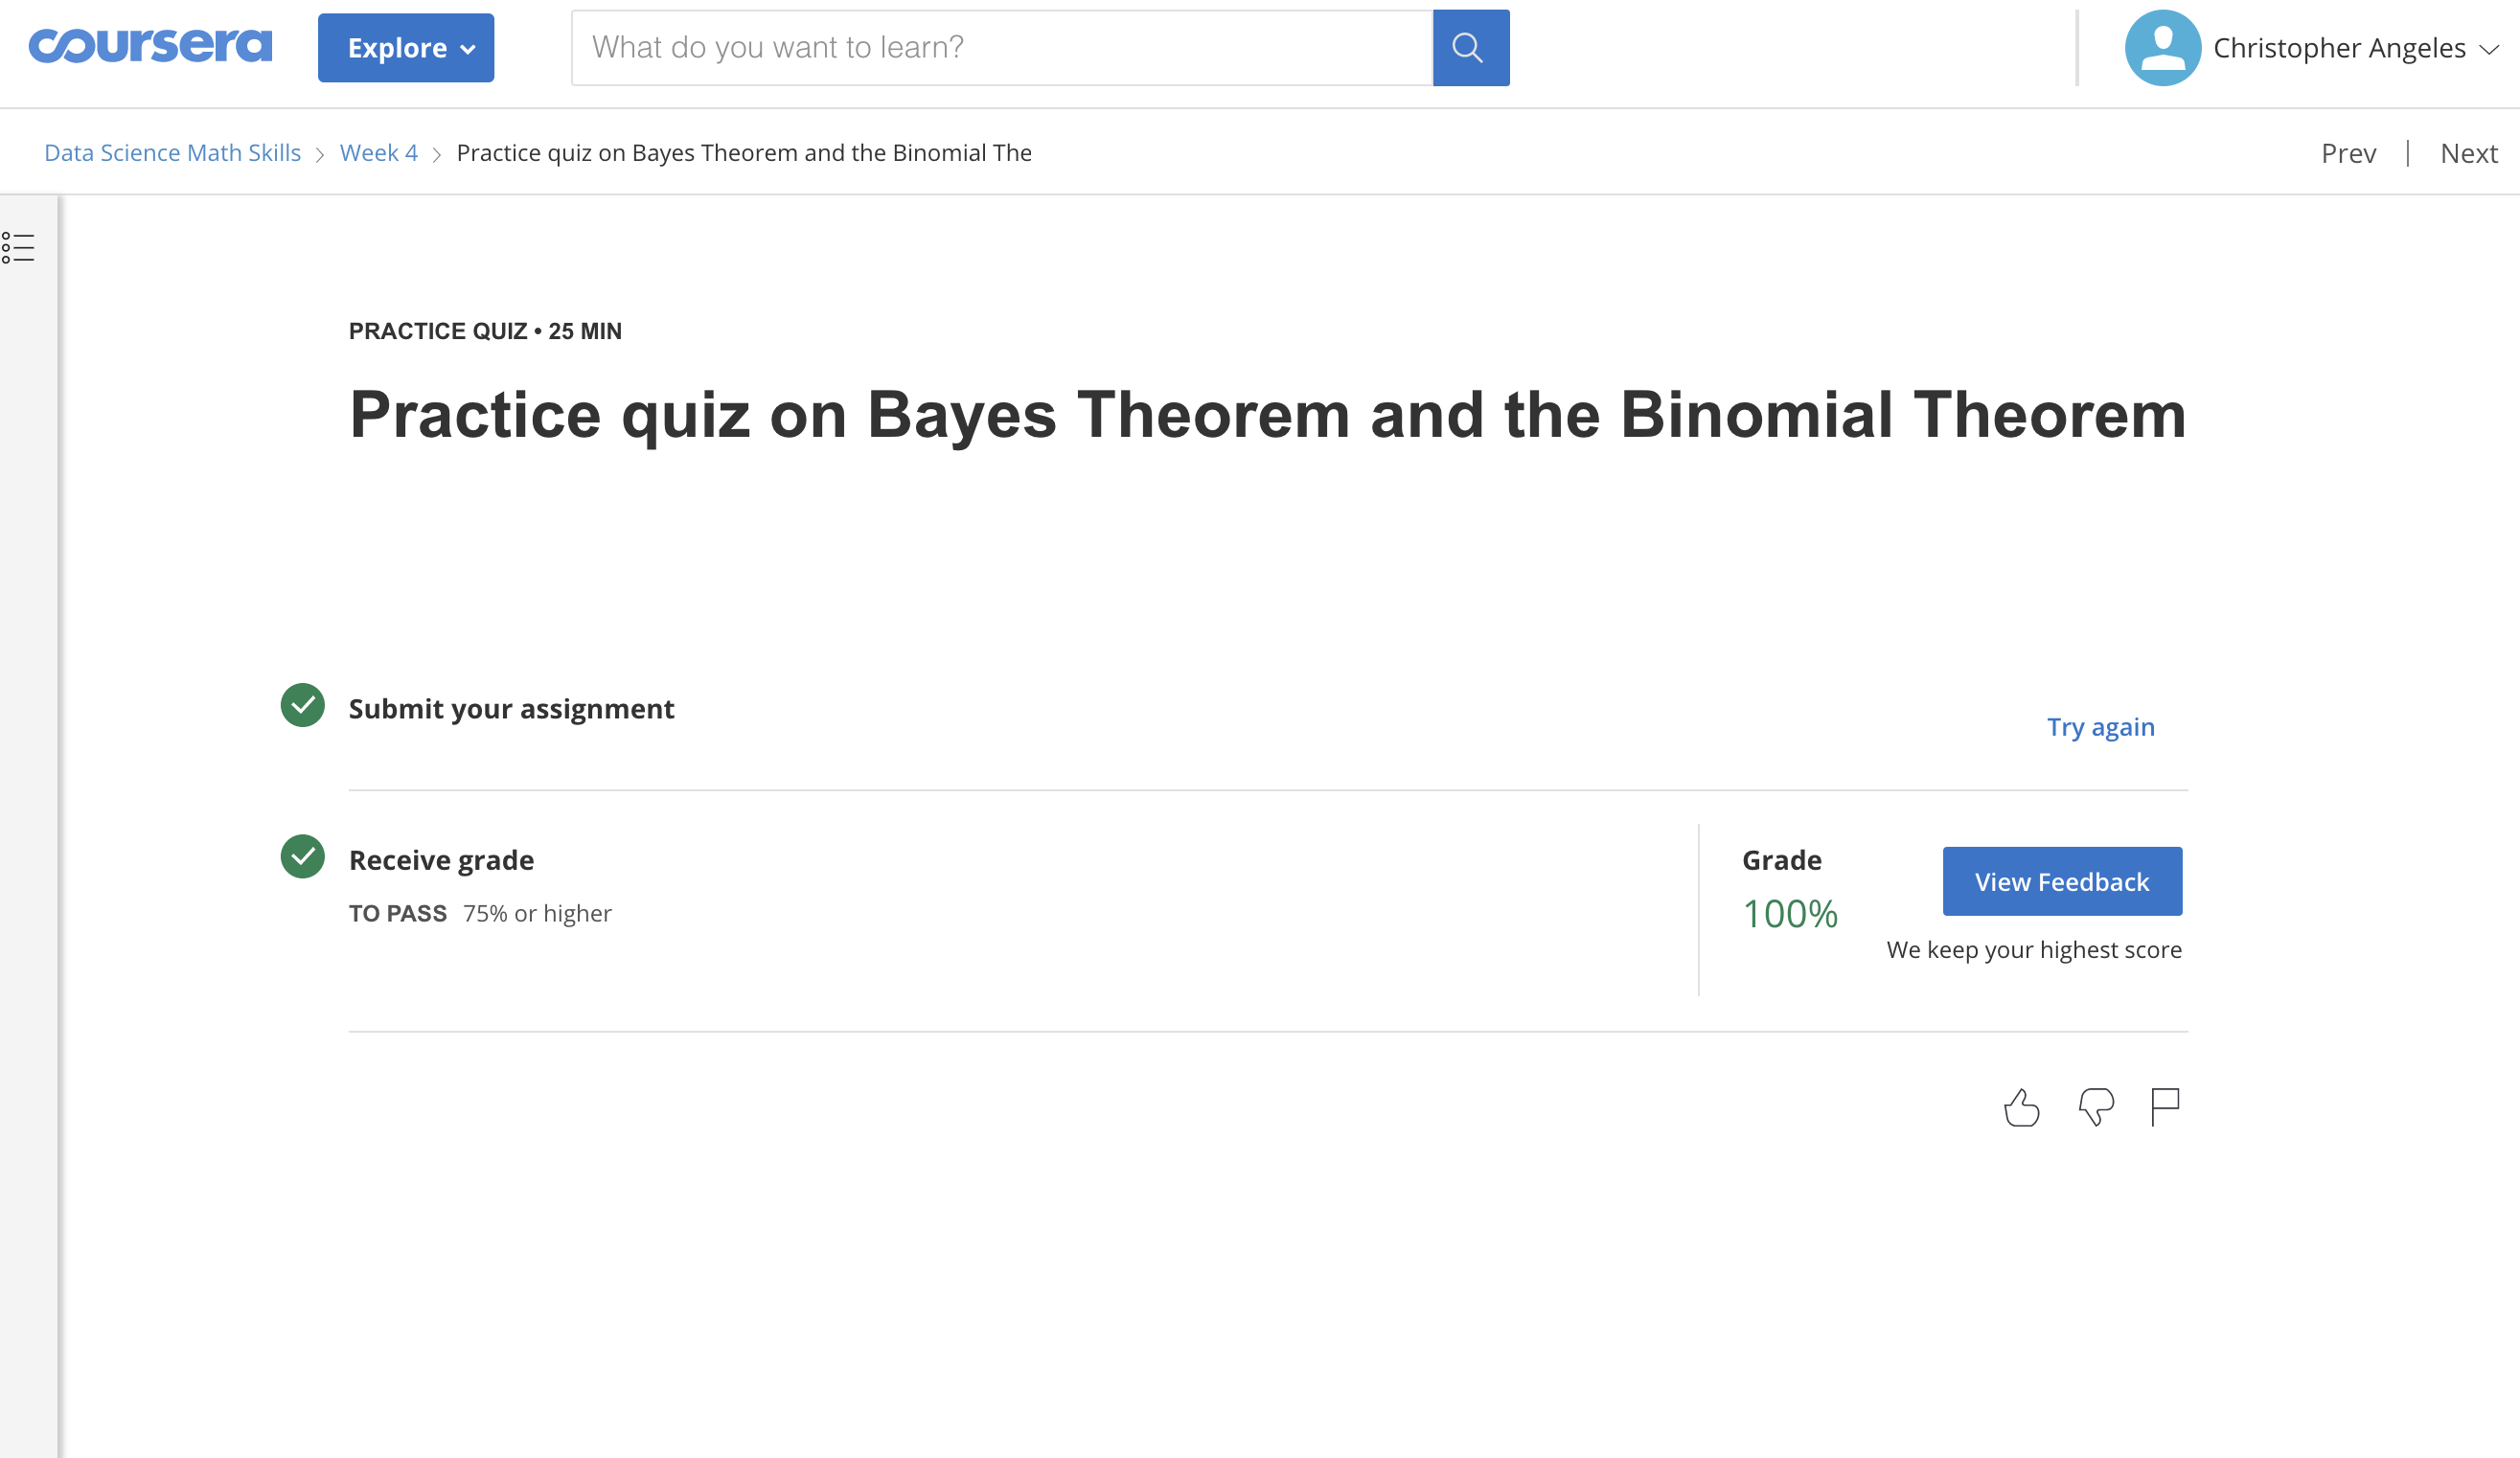 coursera
Explore
What do you want to learn?
Christopher Angeles
Data Science Math Skills > Week 4 > Practice quiz on Bayes Theorem and the Binomial The
Prev | Next
PRACTICE QUIZ • 25 MIN
Practice quiz on Bayes Theorem and the Binomial Theorem
Submit your assignment
Try again
Receive grade
TO PASS 75% or higher
Grade
100%
View Feedback
We keep your highest score